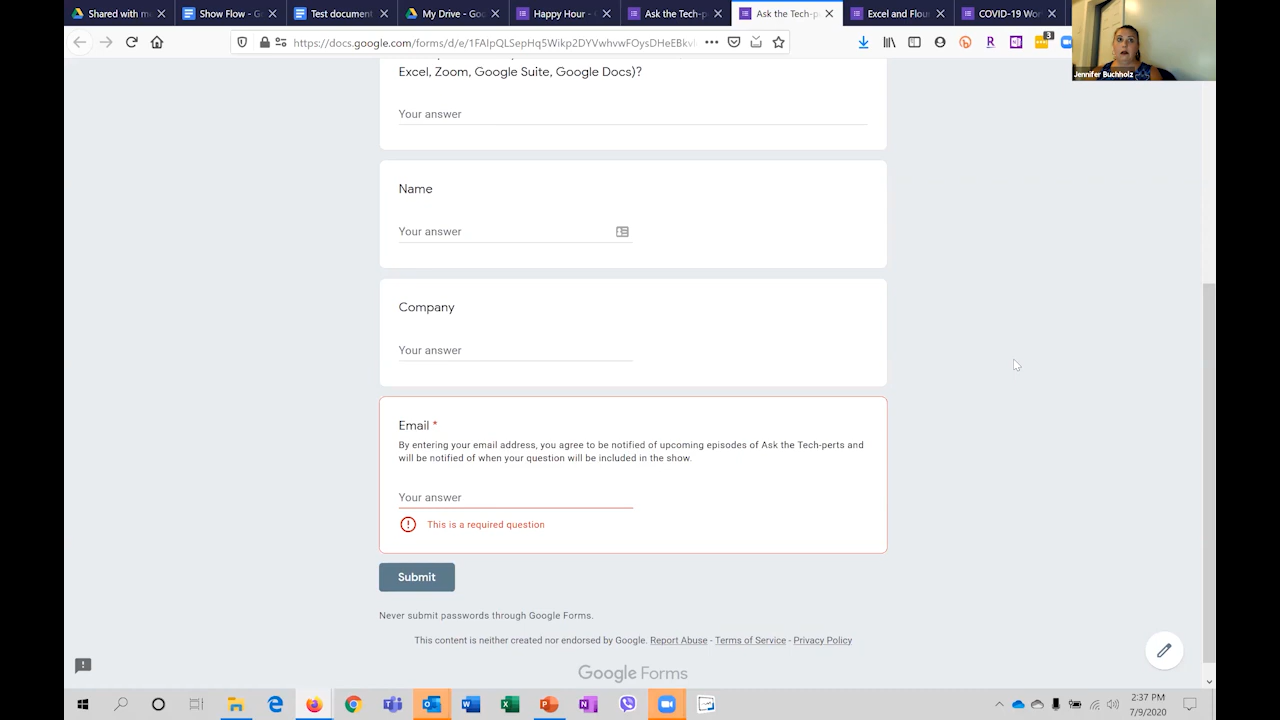 Shared with m
Show Flow - G
Test document
My Drive - Go
Happy Hour -
Ask the Tech-p
Ask the Tech-p
Excel and Flou
COVID-19 Wor
https://docs.google.com/forms/d/e/1FAIpQLSepHq5Wikp2DYVwhvwFOysDHeEBkvl
3
Jennifer Buchholz
Excel, Zoom, Google Suite, Google Docs)?
Your answer
Name
Your answer
Company
Your answer
Email *
By entering your email address, you agree to be notified of upcoming episodes of Ask the Tech-perts and
will be notified of when your question will be included in the show.
Your answer
This is a required question
Submit
Never submit passwords through Google Forms.
This content is neither created nor endorsed by Google. Report Abuse - Terms of Service - Privacy Policy
Google Forms
2:37 PM
7/9/2020